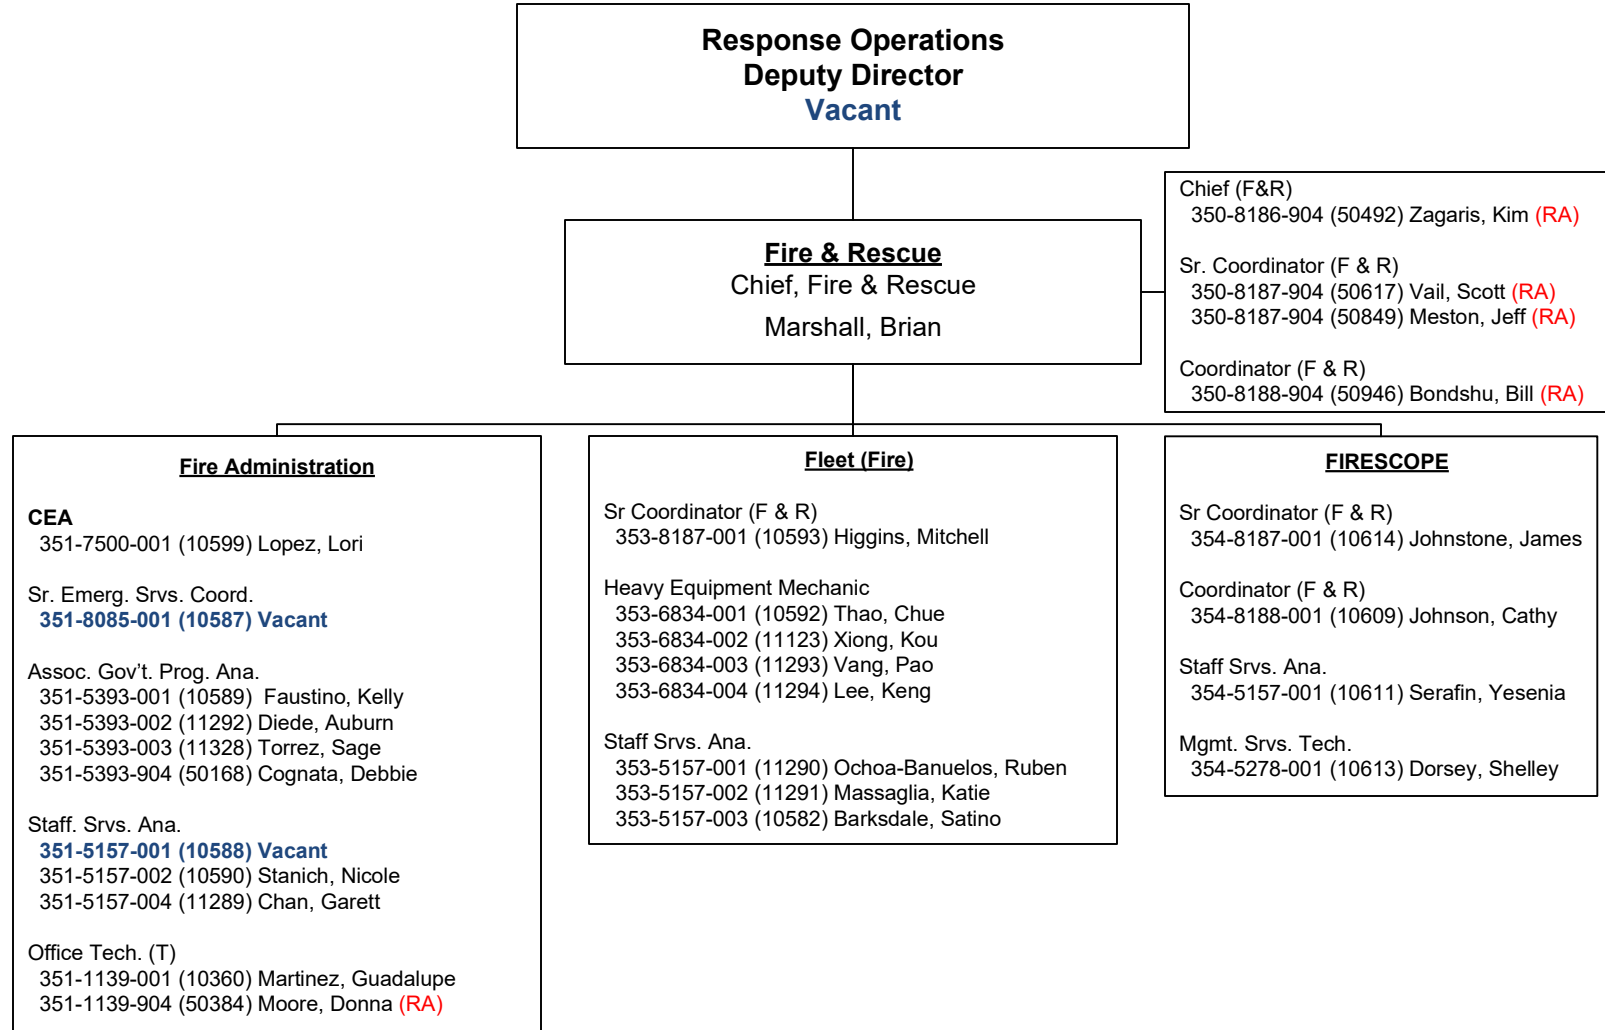 Response Operations
Deputy Director
Vacant
Fire & Rescue
Chief, Fire & Rescue
Marshall, Brian
Chief (F&R)
350-8186-904 (50492) Zagaris, Kim (RA)
Sr. Coordinator (F & R)
350-8187-904 (50617) Vail, Scott (RA)
350-8187-904 (50849) Meston, Jeff (RA)
Coordinator (F & R)
350-8188-904 (50946) Bondshu, Bill (RA)
Fire Administration
CEA
351-7500-001 (10599) Lopez, Lori
Sr. Emerg. Srvs. Coord.
351-8085-001 (10587) Vacant
Assoc. Gov’t. Prog. Ana.
351-5393-001 (10589) Faustino, Kelly
351-5393-002 (11292) Diede, Auburn
351-5393-003 (11328) Torrez, Sage
351-5393-904 (50168) Cognata, Debbie
Staff. Srvs. Ana.
351-5157-001 (10588) Vacant
351-5157-002 (10590) Stanich, Nicole
351-5157-004 (11289) Chan, Garett
Office Tech. (T)
351-1139-001 (10360) Martinez, Guadalupe
351-1139-904 (50384) Moore, Donna (RA)
Fleet (Fire)
Sr Coordinator (F & R)
353-8187-001 (10593) Higgins, Mitchell
Heavy Equipment Mechanic
353-6834-001 (10592) Thao, Chue
353-6834-002 (11123) Xiong, Kou
353-6834-003 (11293) Vang, Pao
353-6834-004 (11294) Lee, Keng
Staff Srvs. Ana.
353-5157-001 (11290) Ochoa-Banuelos, Ruben
353-5157-002 (11291) Massaglia, Katie
353-5157-003 (10582) Barksdale, Satino
FIRESCOPE
Sr Coordinator (F & R)
354-8187-001 (10614) Johnstone, James
Coordinator (F & R)
354-8188-001 (10609) Johnson, Cathy
Staff Srvs. Ana.
354-5157-001 (10611) Serafin, Yesenia
Mgmt. Srvs. Tech.
354-5278-001 (10613) Dorsey, Shelley